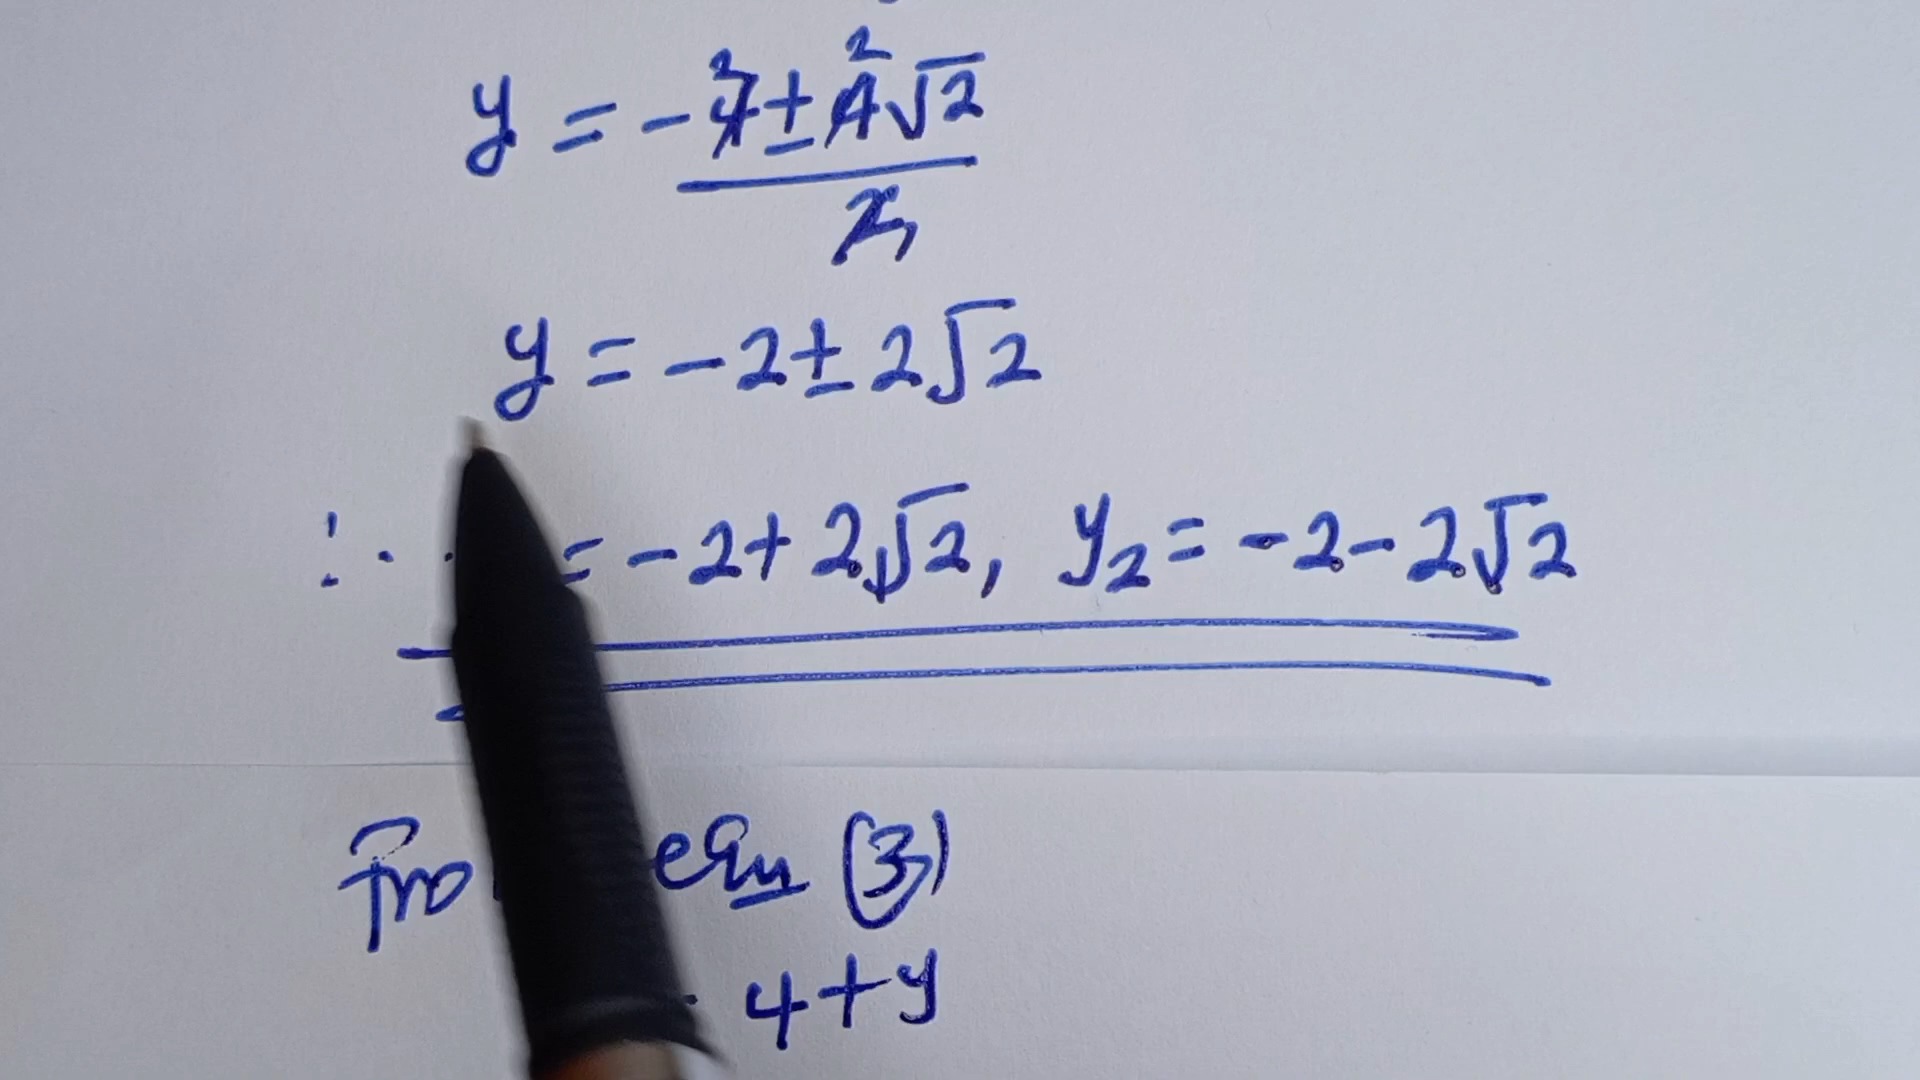 y = -4 ± 4√2 / 2
y = -2 ± 2√2
∴ = -2 + 2√2, y₂ = -2 - 2√2
eqn (3)
4 + y